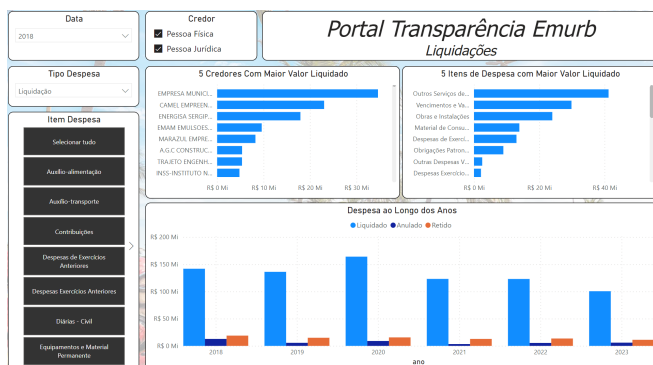 Data
2018
Credor
Pessoa Física
Pessoa Jurídica
Portal Transparência Emurb
Liquidações
Tipo Despesa
Liquidação
Item Despesa
Selecionar tudo
Auxílio-alimentação
Auxílio-transporte
Contribuições
Despesas de Exercícios
Anteriores
Despesas Exercícios Anteriores
Diárias - Civil
Equipamentos e Material
Permanente
5 Credores Com Maior Valor Liquidado
EMPRESA MUNICI...
CAMEL EMPREEN...
ENERGISA SERGIP...
EMAM EMULSOES...
MARAZUL EMPRE...
A.G.C CONSTRUC...
TRAJETO ENGENH...
INSS-INSTITUTO N...
R$ 0 Mi R$ 10 Mi R$ 20 Mi R$ 30 Mi
5 Itens de Despesa com Maior Valor Liquidado
Outros Serviços de...
Vencimentos e Va...
Obras e Instalações
Material de Consu...
Despesas de Exercí...
Obrigações Patron...
Outras Despesas V...
Despesas Exercício...
R$ 0 Mi R$ 20 Mi R$ 40 Mi
Despesa ao Longo dos Anos
Liquidado Anulado Retido
R$ 200 Mi
R$ 150 Mi
R$ 100 Mi
R$ 50 Mi
R$ 0 Mi
2018 2019 2020 2021 2022 2023
ano